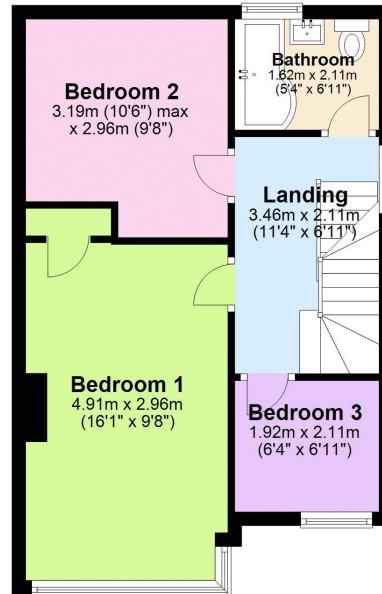 Bathroom
1.62m x 2.11m
(5'4" x 6'11")
Bedroom 2
3.19m (10'6") max
x 2.96m (9'8")
Landing
3.46m x 2.11m
(11'4" x 6'11")
Bedroom 1
4.91m x 2.96m
(16'1" x 9'8")
Bedroom 3
1.92m x 2.11m
(6'4" x 6'11")